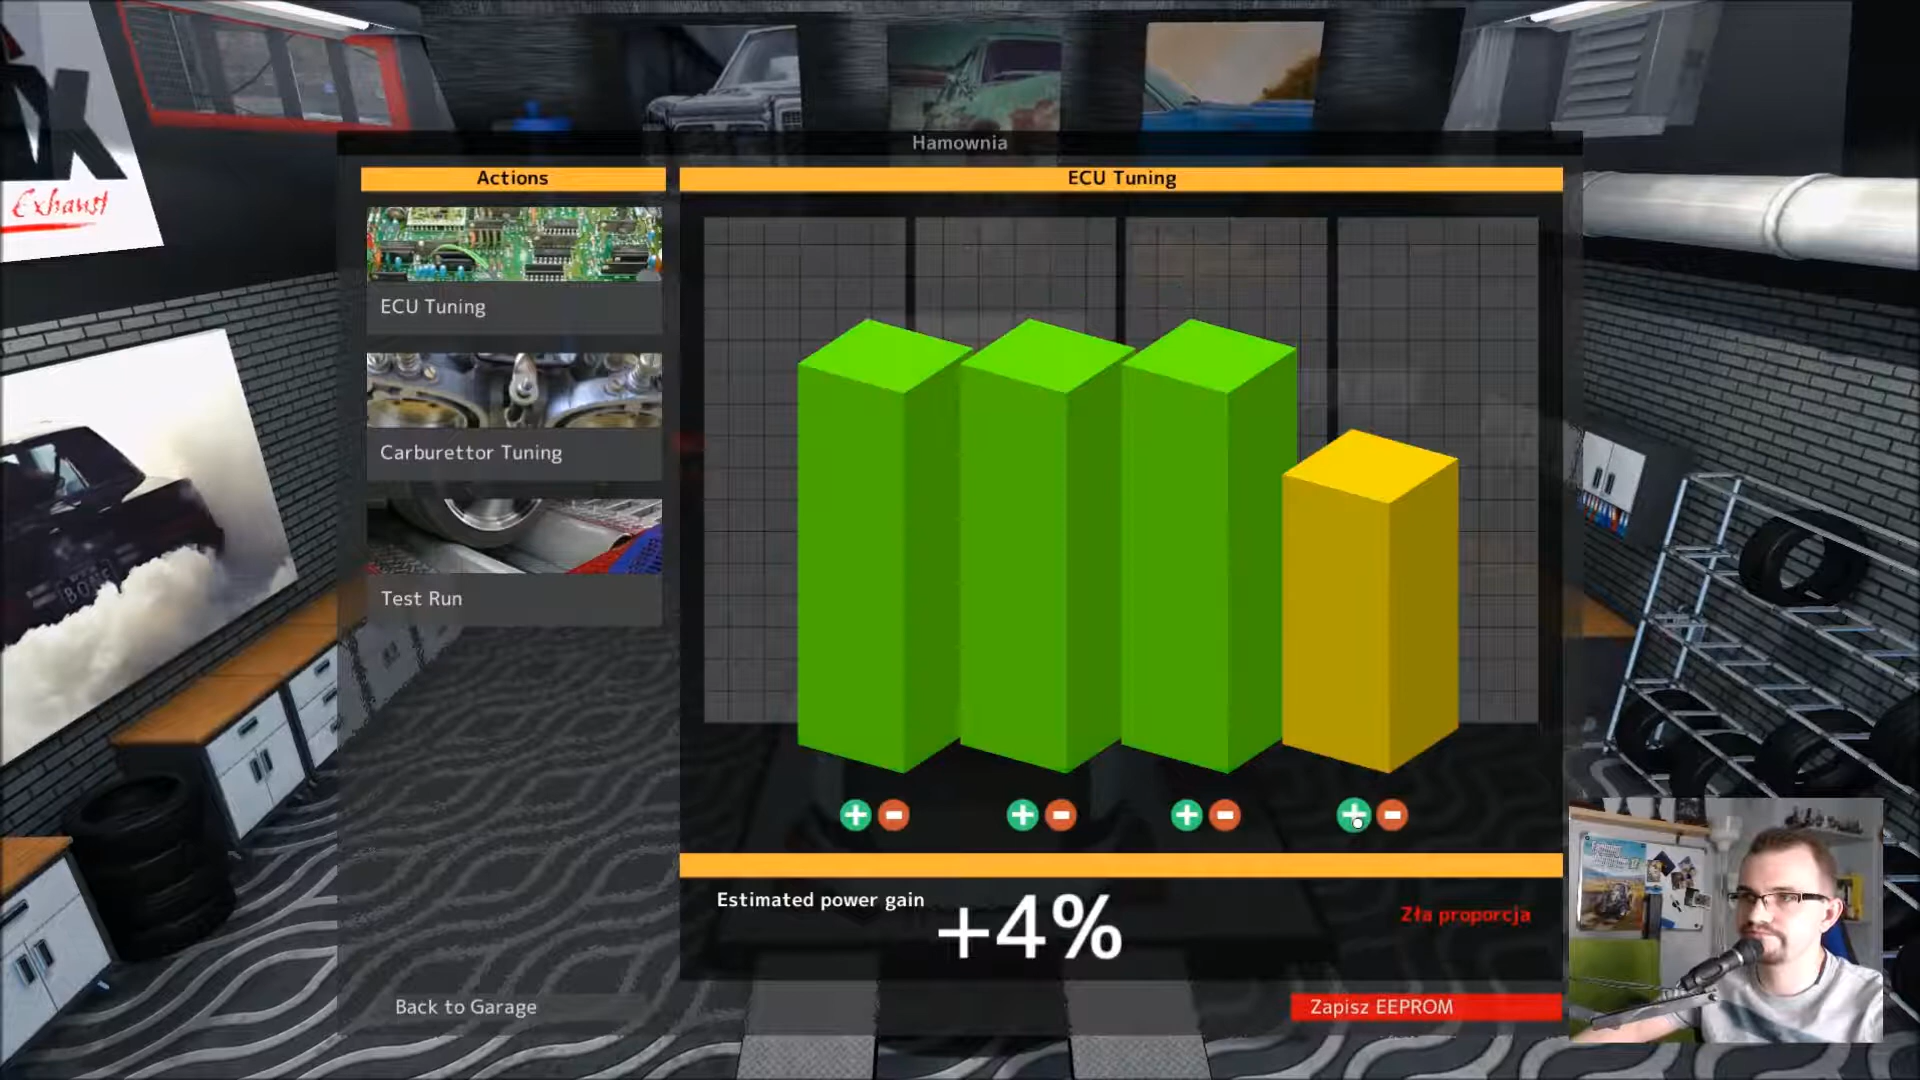 Hamownia
Actions
ECU Tuning
Exhaust
ECU Tuning
Carburettor Tuning
Test Run
BOSS
Estimated power gain
+4%
Zła proporcja
Back to Garage
Zapisz EEPROM